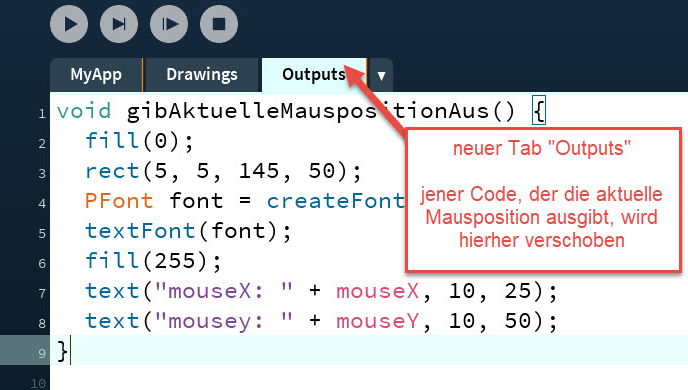 MyApp Drawings Outputs ▼
1 void gibAktuelleMauspositionAus() {
2 fill(0);
3 rect(5, 5, 145, 50);
4 PFont font = createFont
5 textFont(font);
6 fill(255);
7 text("mouseX: " + mouseX, 10, 25);
8 text("mousey: " + mouseY, 10, 50);
9 }
10
neuer Tab "Outputs"
jener Code, der die aktuelle
Mausposition ausgibt, wird
hierher verschoben